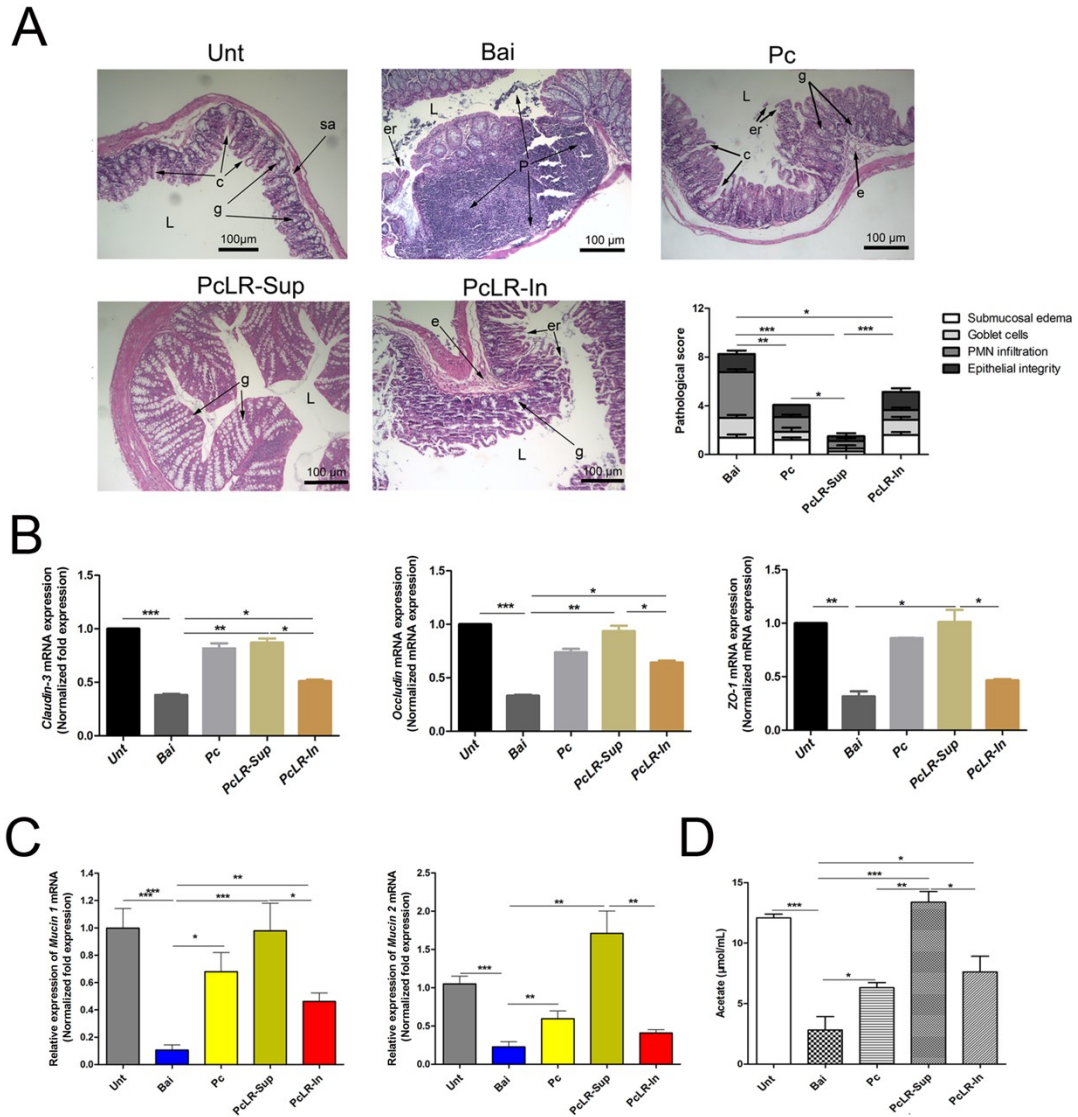 A
Unt
Bai
Pc
sa
c
g
L
100µm
L
er
P
100 µm
g
L
er
c
e
100 µm
PcLR-Sup
PcLR-In
g
L
100 µm
e
er
g
L
100 µm
Pathological score
12
8
4
0
*
***
**
***
*
Submucosal edema
Goblet cells
PMN infiltration
Epithelial integrity
Bai
Pc
PcLR-Sup
PcLR-In
B
Claudin-3 mRNA expression
(Normalized fold expression)
1.5
1.0
0.5
0.0
***
*
**
*
Unt
Bai
Pc
PcLR-Sup
PcLR-In
Occludin mRNA expression
(Normalized mRNA expression)
1.5
1.0
0.5
0.0
***
*
**
*
Unt
Bai
Pc
PcLR-Sup
PcLR-In
ZO-1 mRNA expression
(Normalized mRNA expression)
1.5
1.0
0.5
0.0
**
*
*
Unt
Bai
Pc
PcLR-Sup
PcLR-In
C
Relative expression of Mucin 1 mRNA
(Normalized fold expression)
1.4
1.2
1.0
0.8
0.6
0.4
0.2
0.0
***
***
**
***
*
*
Unt
Bai
Pc
PcLR-Sup
PcLR-In
Relative expression of Mucin 2 mRNA
(Normalized fold expression)
2.5
2.0
1.5
1.0
0.5
0.0
***
**
**
**
Unt
Bai
Pc
PcLR-Sup
PcLR-In
D
Acetate (µmol/mL)
15
10
5
0
***
*
***
**
*
*
Unt
Bai
Pc
PcLR-Sup
PcLR-In